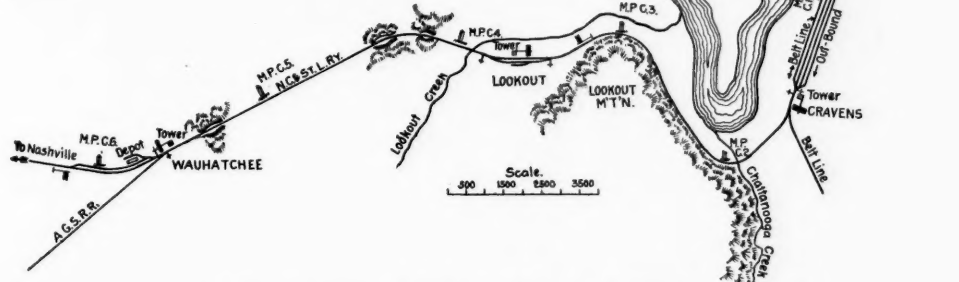 M.P.C.3.
M.P.C.4.
Tower
LOOKOUT
M.P.C.5.
N.C.& ST.L.RY.
Lookout Creek
LOOKOUT
M'T'N.
Belt Line
Out-Bound
Tower
CRAVENS
Belt Line
M.P.
C.2.
Chattanooga Creek
To Nashville
M.P.C.6.
Depot
Tower
WAUHATCHEE
A.G.S.R.R.
Scale.
500 1500 2500 3500